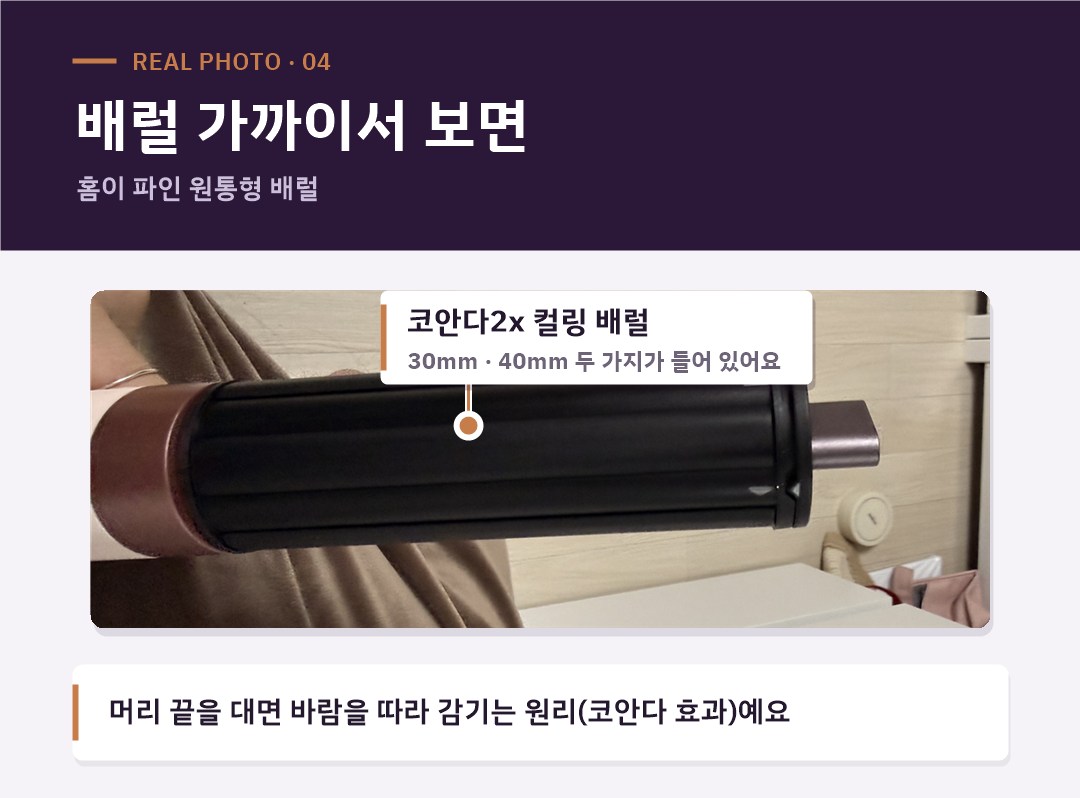 REAL PHOTO · 04
배럴 가까이서 보면
홈이 파인 원통형 배럴
코안다2x 컬링 배럴
30mm · 40mm 두 가지가 들어 있어요
머리 끝을 대면 바람을 따라 감기는 원리(코안다 효과)예요